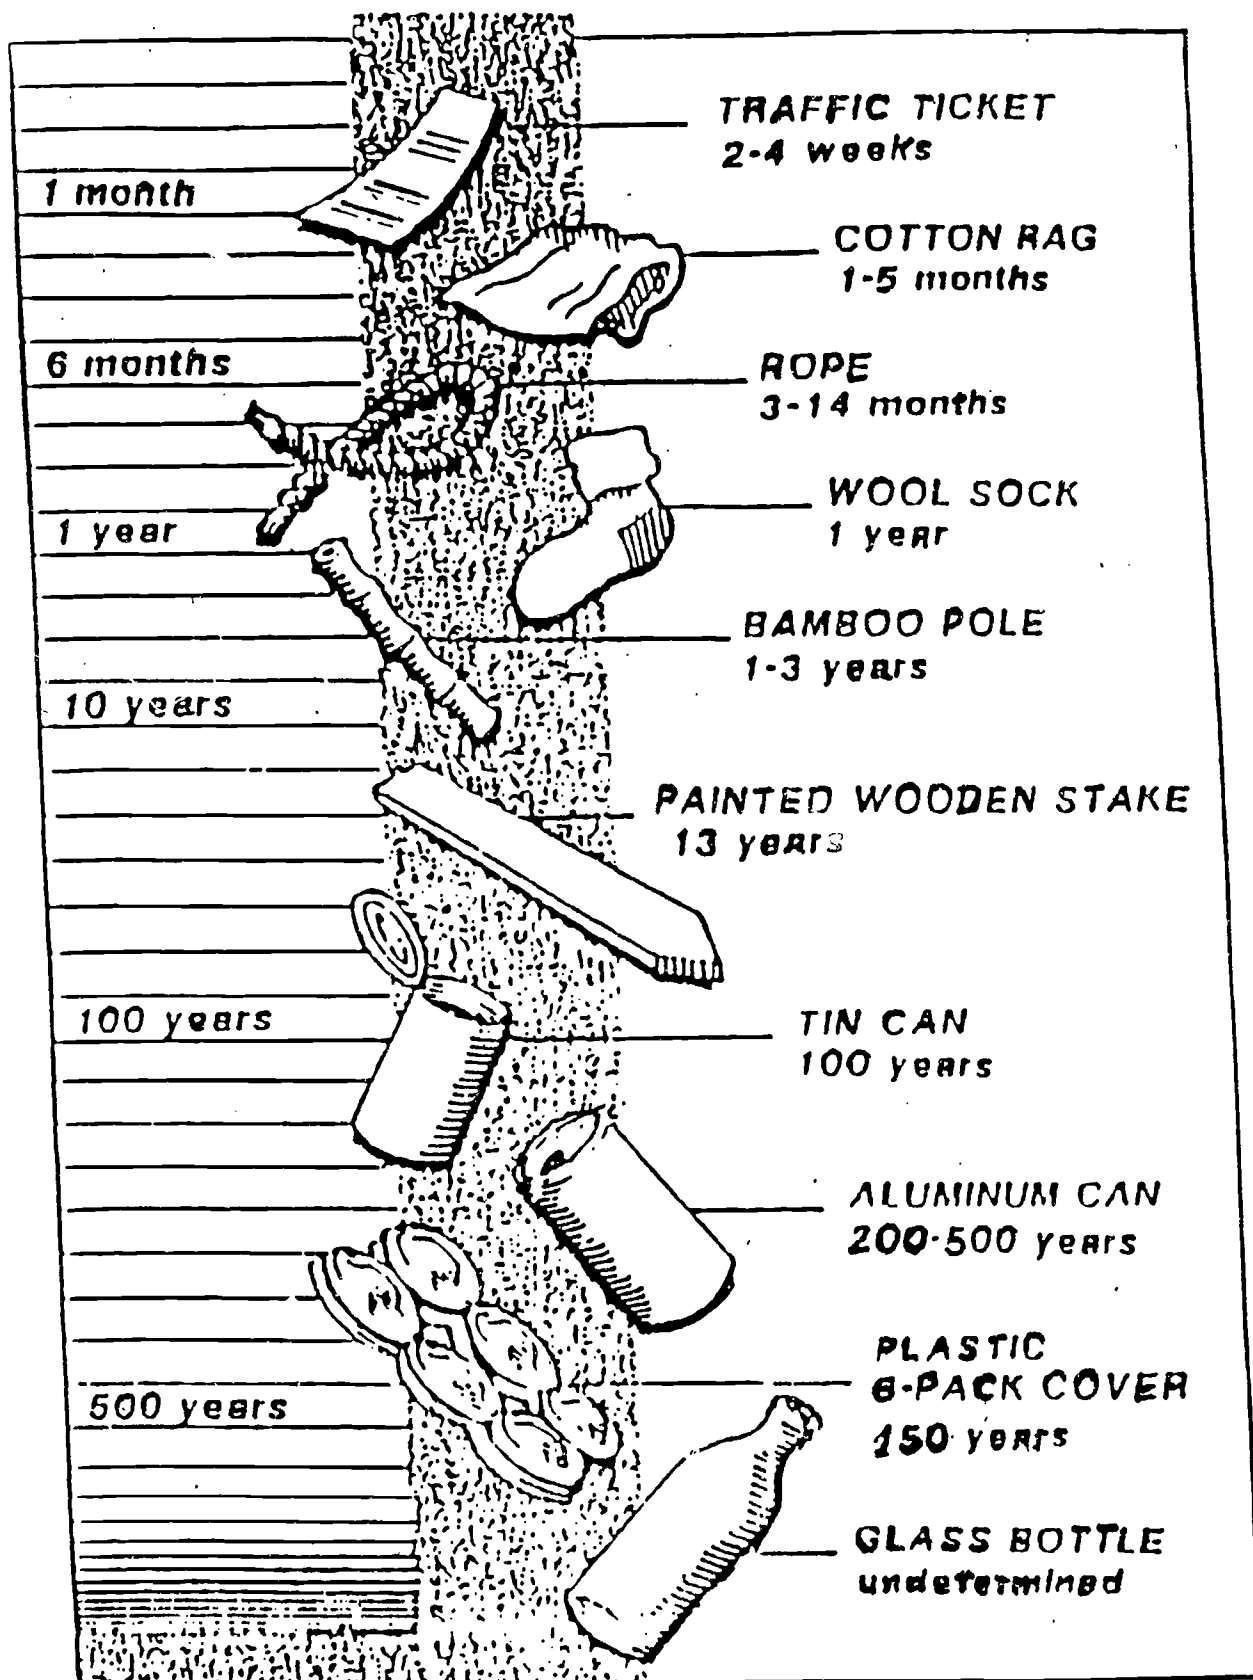 TRAFFIC TICKET
2-4 weeks
1 month
COTTON RAG
1-5 months
6 months
ROPE
3-14 months
WOOL SOCK
1 year
1 year
BAMBOO POLE
1-3 years
10 years
PAINTED WOODEN STAKE
13 years
100 years
TIN CAN
100 years
ALUMINUM CAN
200-500 years
PLASTIC
6-PACK COVER
500 years
150 years
GLASS BOTTLE
undetermined